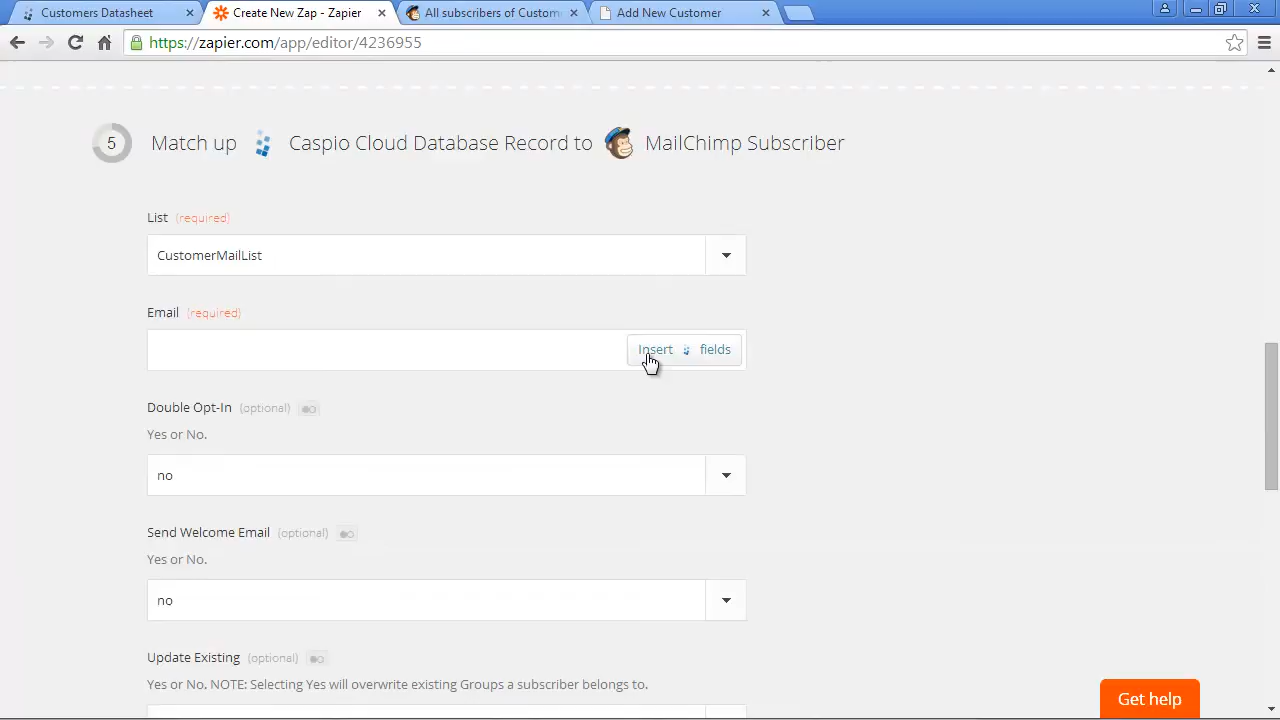 Customers Datasheet
Create New Zap - Zapier
All subscribers of Custom
Add New Customer
https://zapier.com/app/editor/4236955
5 Match up Caspio Cloud Database Record to MailChimp Subscriber
List (required)
CustomerMailList
Email (required)
Insert fields
Double Opt-In (optional)
Yes or No.
no
Send Welcome Email (optional)
Yes or No.
no
Update Existing (optional)
Yes or No. NOTE: Selecting Yes will overwrite existing Groups a subscriber belongs to.
Get help